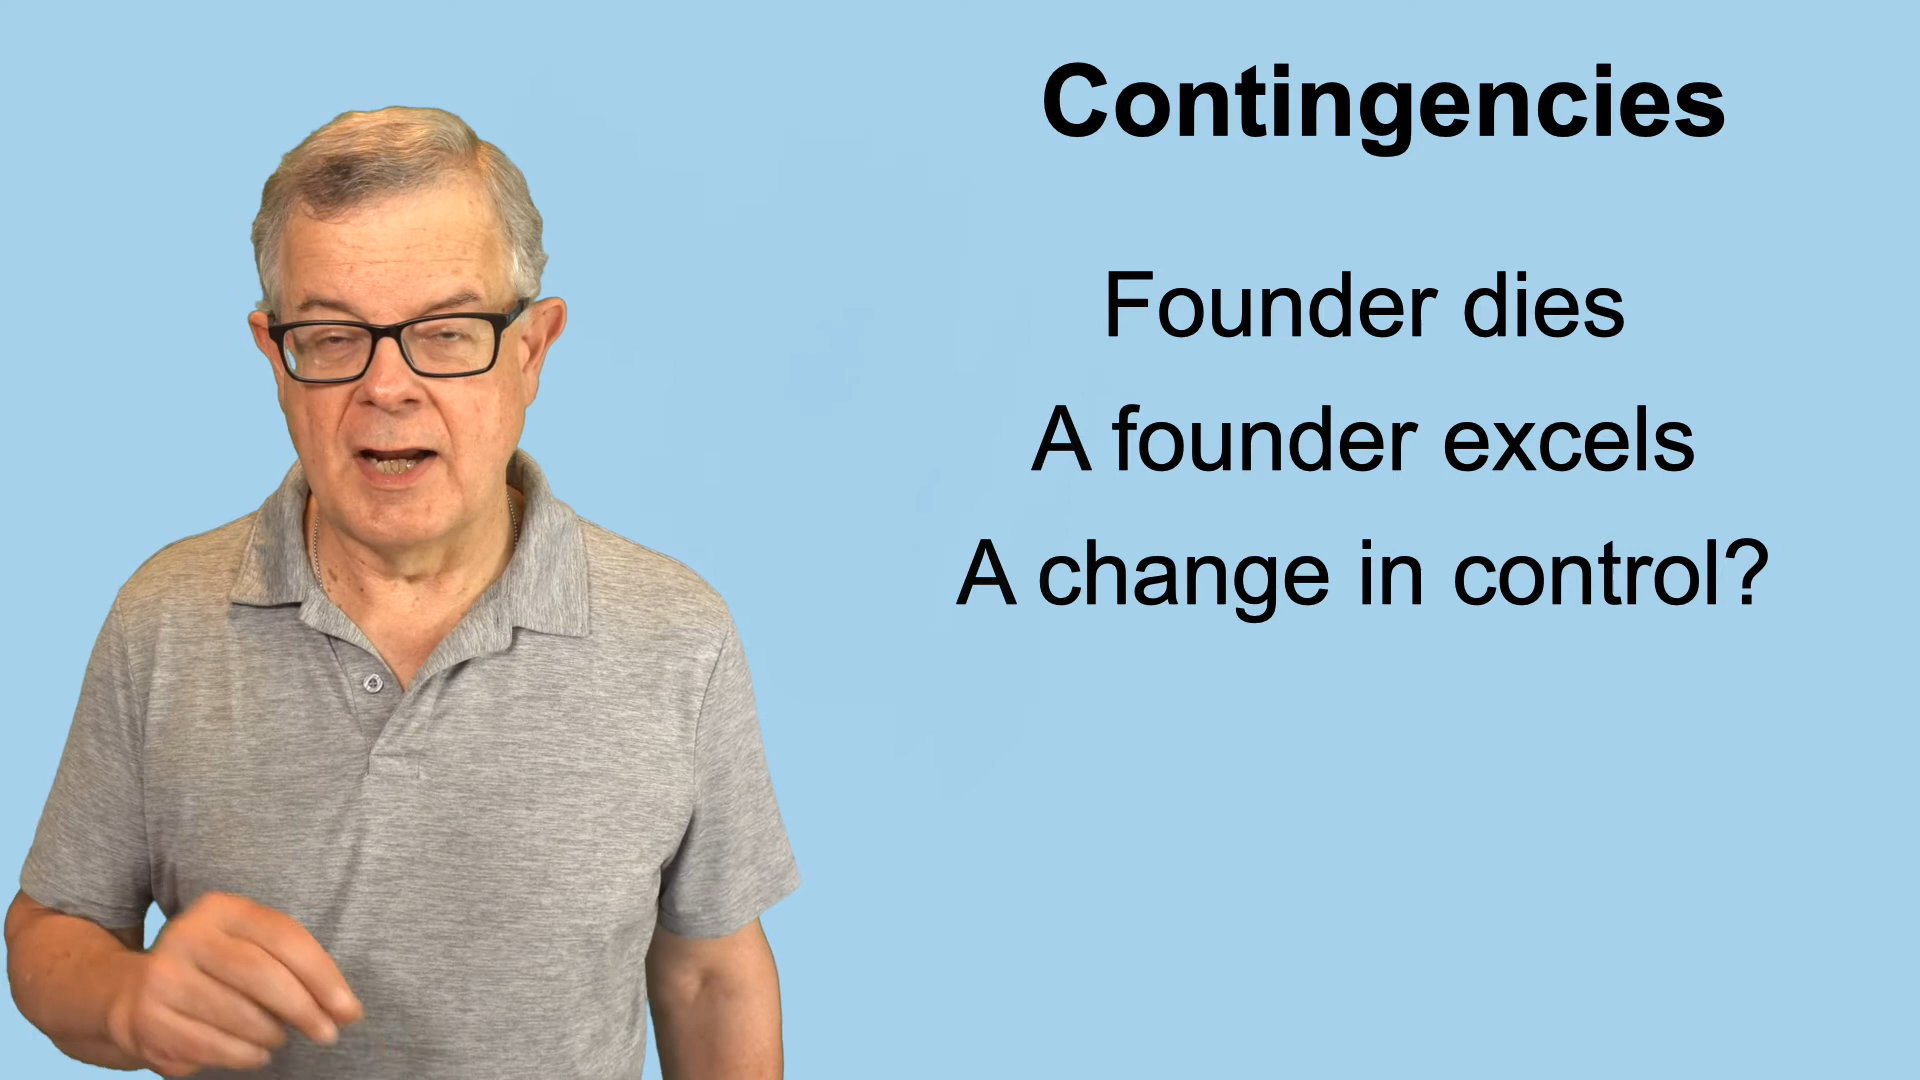 Contingencies
Founder dies
A founder excels
A change in control?